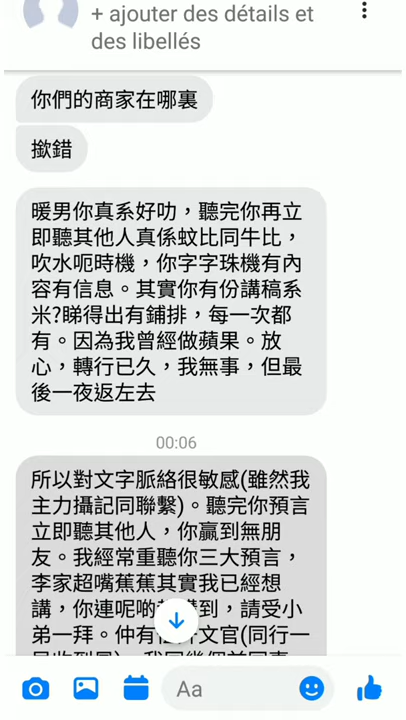 + ajouter des détails et
des libellés
你們的商家在哪裏
撳錯
暖男你真系好叻，聽完你再立
即聽其他人真係蚊比同牛比，
吹水呃時機，你字字珠機有內
容有信息。其實你有份講稿系
米?睇得出有鋪排，每一次都
有。因為我曾經做蘋果。放
心，轉行已久，我無事，但最
後一夜返左去
00:06
所以對文字脈絡很敏感(雖然我
主力攝記同聯繫)。聽完你預言
立即聽其他人，你贏到無朋
友。我經常重聽你三大預言，
李家超嘴蕉蕉其實我已經想
講，你連呢啲到，請受小
弟一拜。仲有文官(同行一
Aa